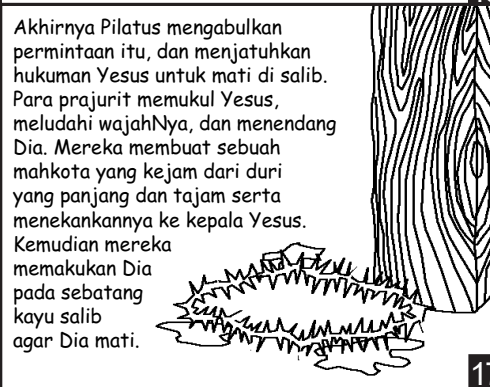 Akhirnya Pilatus mengabulkan
permintaan itu, dan menjatuhkan
hukuman Yesus untuk mati di salib.
Para prajurit memukul Yesus,
meludahi wajahNya, dan menendang
Dia. Mereka membuat sebuah
mahkota yang kejam dari duri
yang panjang dan tajam serta
menekankannya ke kepala Yesus.
Kemudian mereka
memakukan Dia
pada sebatang
kayu salib
agar Dia mati.